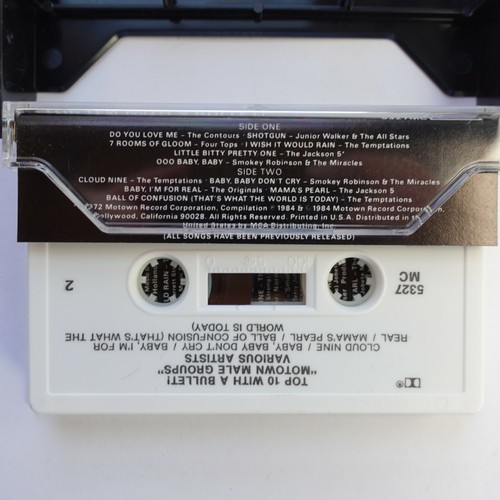 SIDE ONE
DO YOU LOVE ME – The Contours · SHOTGUN – Junior Walker & The All Stars
7 ROOMS OF GLOOM – Four Tops · I WISH IT WOULD RAIN – The Temptations
LITTLE BITTY PRETTY ONE – The Jackson 5
OOO BABY, BABY – Smokey Robinson & The Miracles
SIDE TWO
CLOUD NINE – The Temptations · BABY, BABY DON'T CRY – Smokey Robinson & The Miracles
BABY, I'M FOR REAL – The Originals · MAMA'S PEARL – The Jackson 5
BALL OF CONFUSION (THAT'S WHAT THE WORLD IS TODAY) – The Temptations
1972 Motown Record Corporation. Compilation ℗ 1984 & © 1984 Motown Record Corporation.
Hollywood, California 90028. All Rights Reserved. Printed in U.S.A. Distributed in the
United States by MCA Distributing, Inc.
(ALL SONGS HAVE BEEN PREVIOUSLY RELEASED)
TOP 10 WITH A BULLET!
"MOTOWN MALE GROUPS"
VARIOUS ARTISTS
CLOUD NINE / BABY, BABY DON'T CRY / BABY, I'M FOR
REAL / MAMA'S PEARL / BALL OF CONFUSION (THAT'S WHAT THE
WORLD IS TODAY)
2
5327
MC